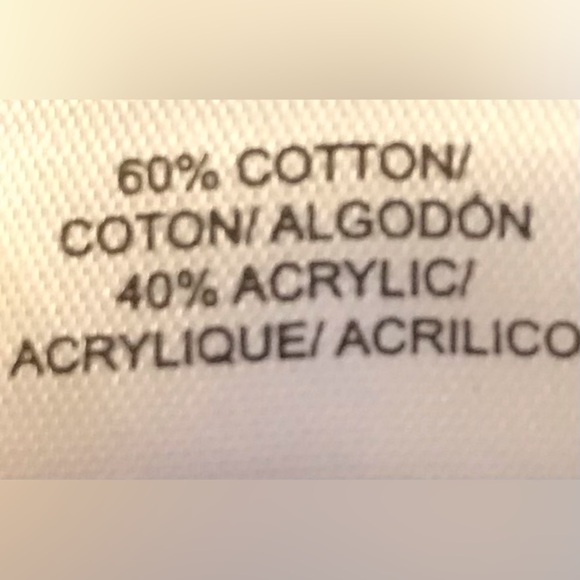 60% COTTON/
COTON/ ALGODÓN
40% ACRYLIC/
ACRYLIQUE/ ACRILICO